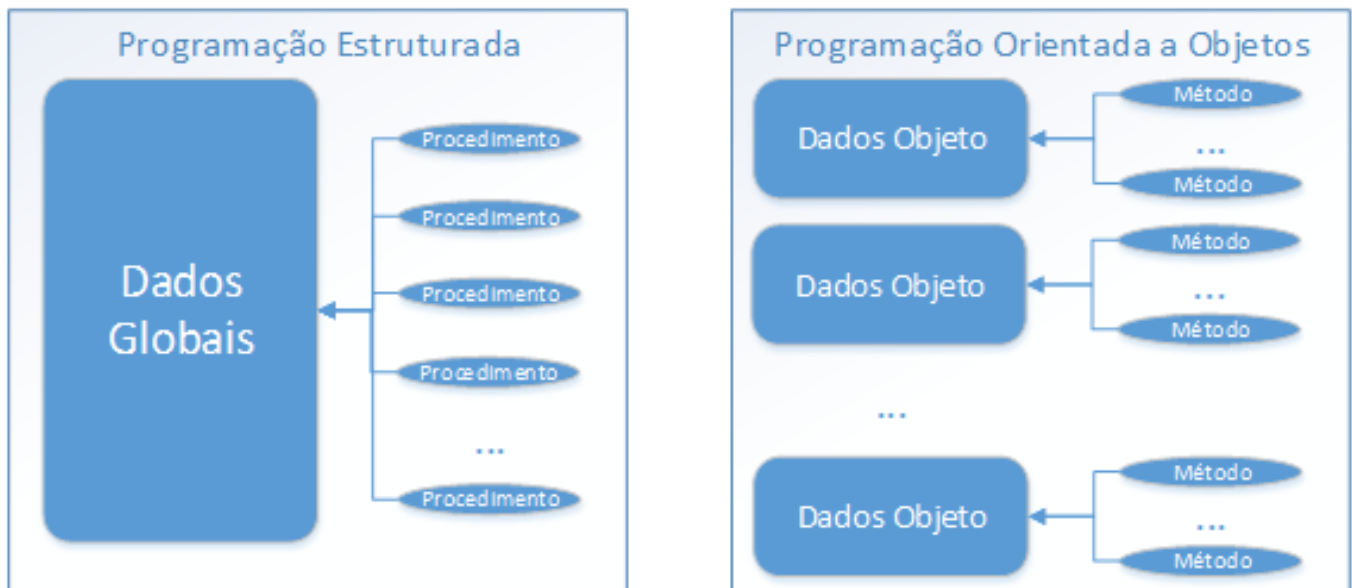 Programação Estruturada
Dados
Globais
Procedimento
Procedimento
Procedimento
Procedimento
...
Procedimento
Programação Orientada a Objetos
Dados Objeto
Método
...
Método
Dados Objeto
Método
...
Método
...
Dados Objeto
Método
...
Método